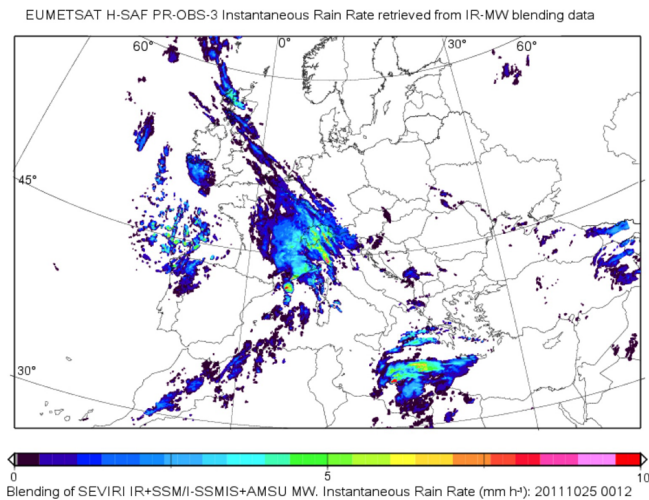 EUMETSAT H-SAF PR-OBS-3 Instantaneous Rain Rate retrieved from IR-MW blending data
60° 0° 30° 60°
45°
30°
0 5 10
Blending of SEVIRI IR+SSM/I-SSMIS+AMSU MW. Instantaneous Rain Rate (mm h-¹): 20111025 0012